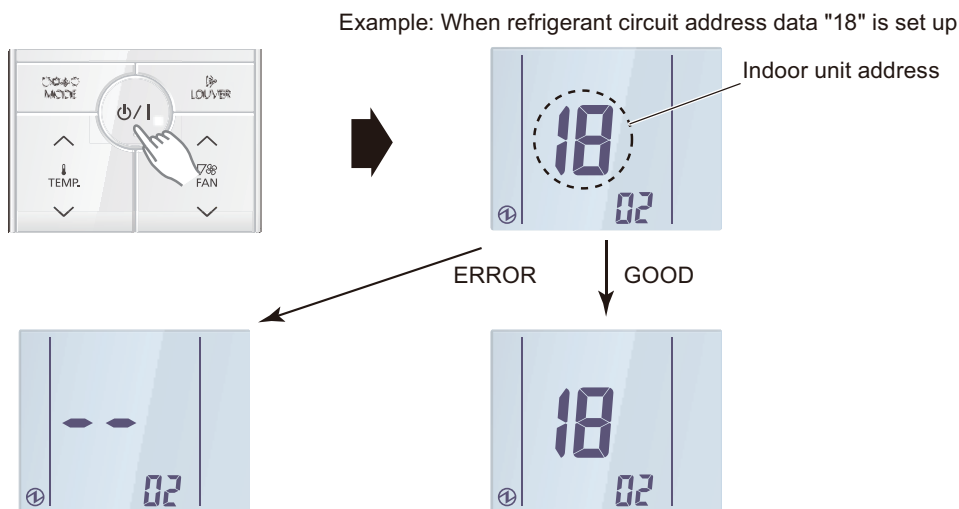 Example: When refrigerant circuit address data "18" is set up
MODE
LOUVER
⏻/I
TEMP.
FAN
Indoor unit address
18
02
ERROR
GOOD
- -
02
18
02